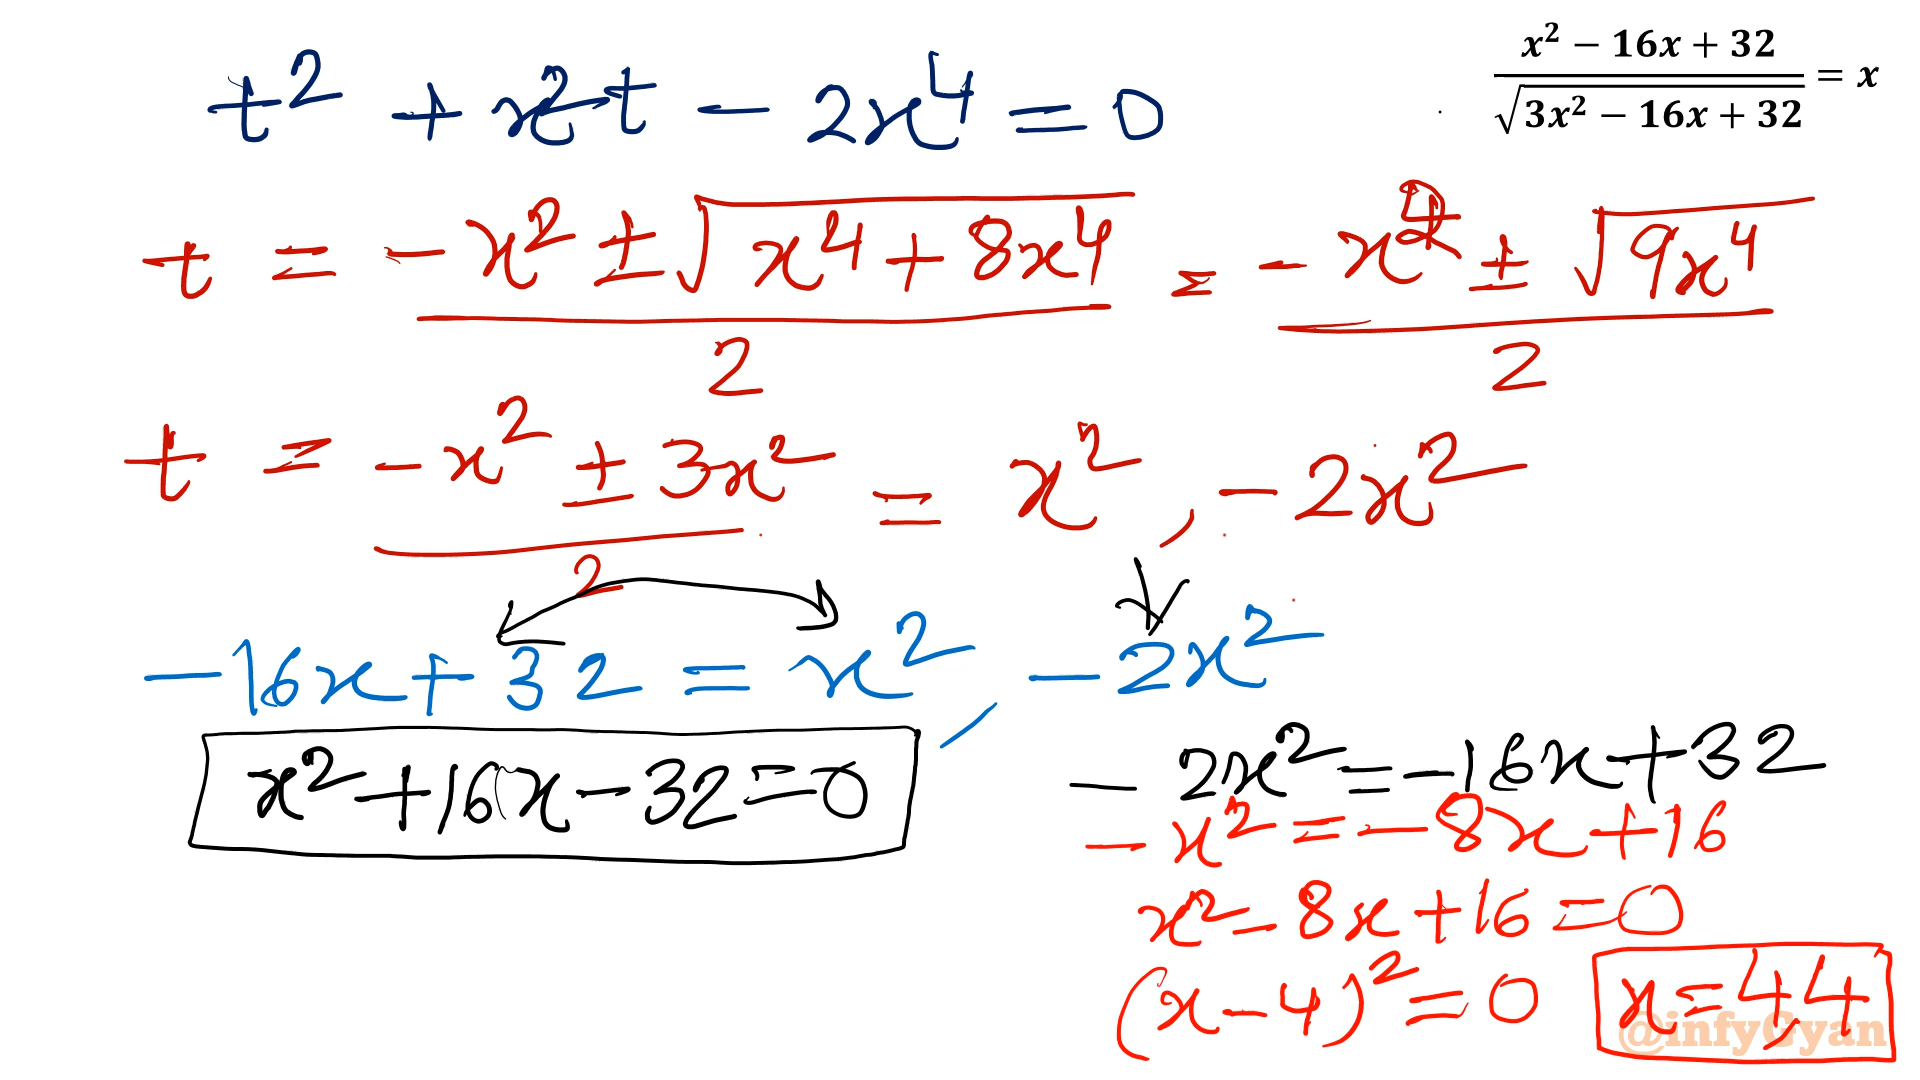 x² − 16x + 32
√3x² − 16x + 32 = x
t² + x²t − 2x⁴ = 0
t = −x² ± √x⁴ + 8x⁴ / 2 = −x⁴ ± √9x⁴ / 2
t = −x² ± 3x² / 2 = x², −2x²
−16x + 32 = x², −2x²
x² + 16x − 32 = 0
−2x² = −16x + 32
−x² = −8x + 16
x² − 8x + 16 = 0
(x − 4)² = 0 x = 4,4
@infyGyan